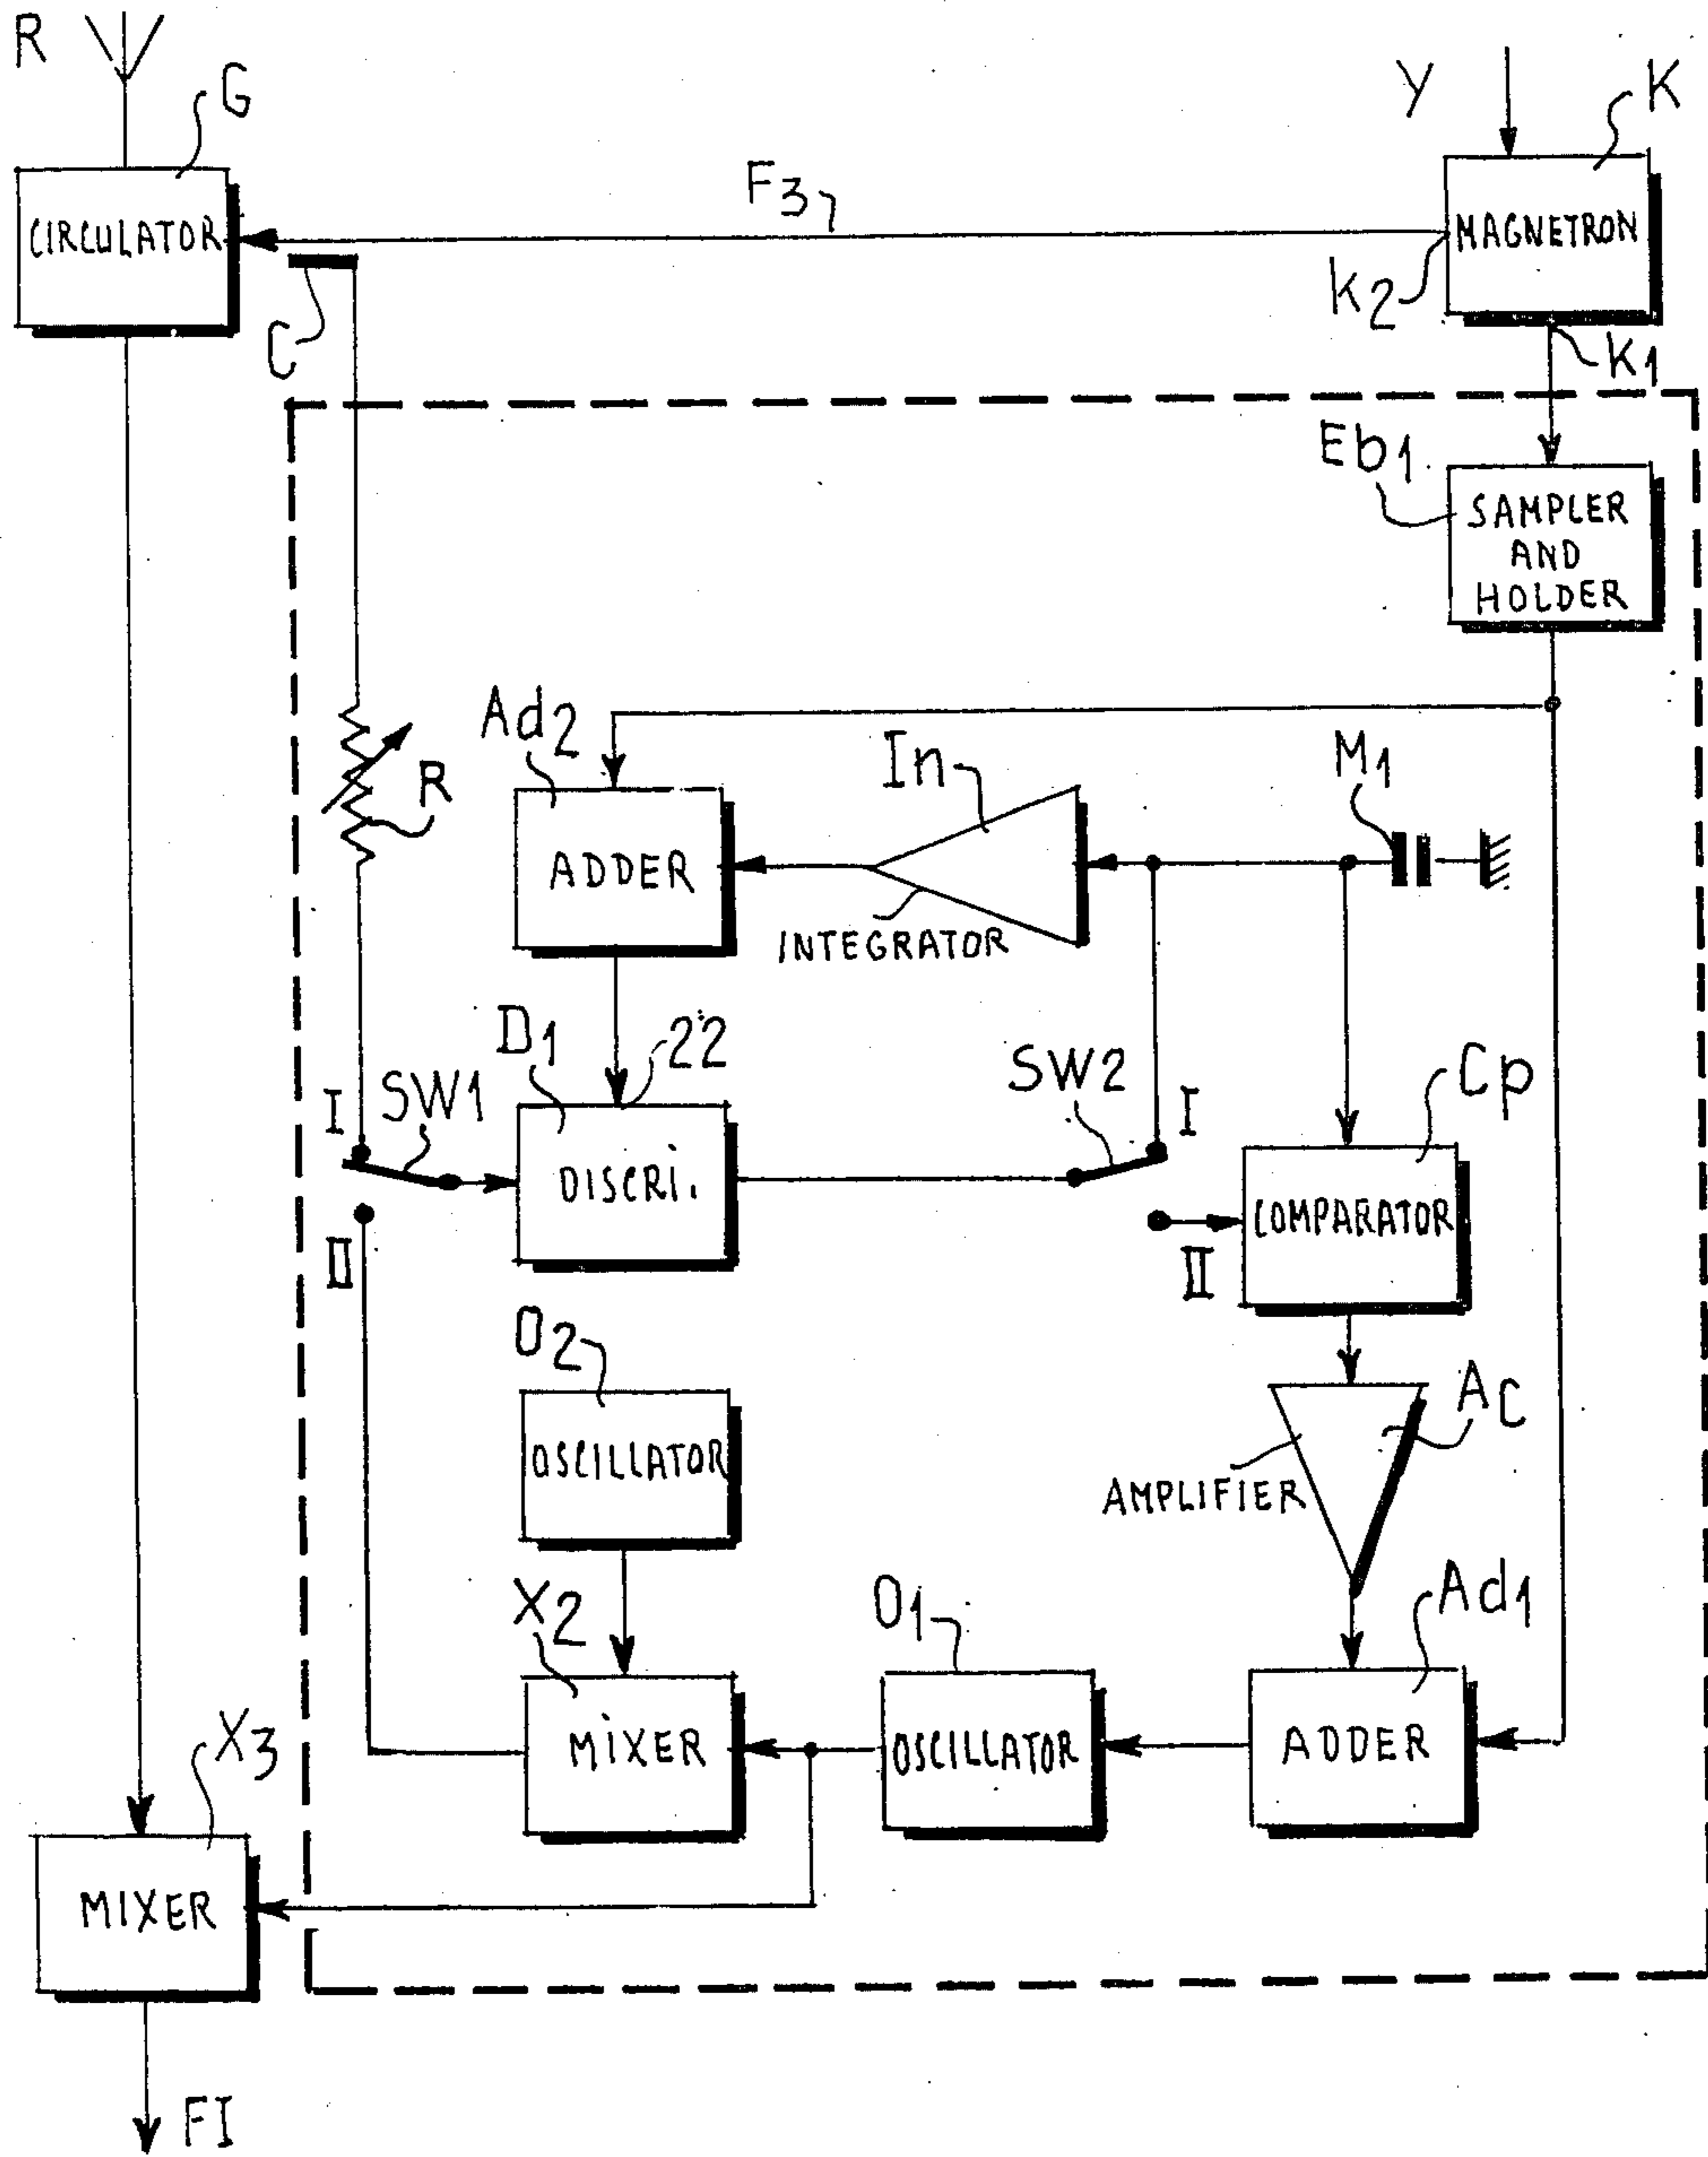 R
G
Y
K
CIRCULATOR
F3
MAGNETRON
K2
C
K1
Eb1
SAMPLER
AND
HOLDER
Ad2
In
M1
R
ADDER
INTEGRATOR
D1
22
SW2
Cp
I
SW1
I
DISCRI.
COMPARATOR
II
II
O2
AC
OSCILLATOR
AMPLIFIER
X2
O1
Ad1
X3
MIXER
OSCILLATOR
ADDER
MIXER
FI